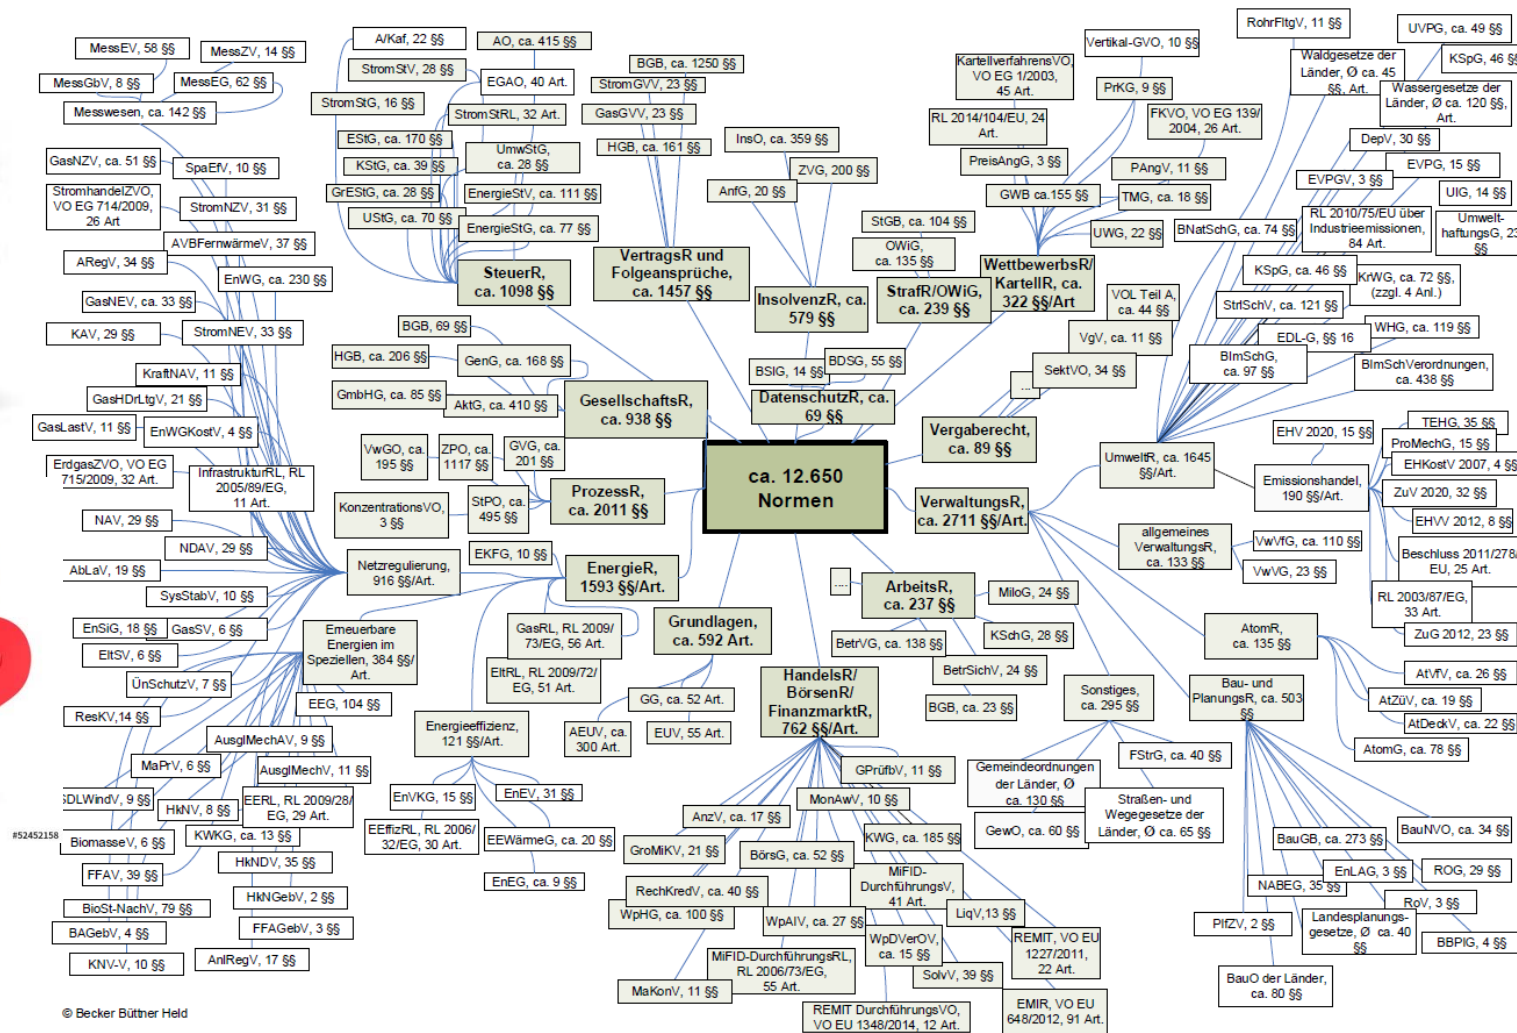 MessEV, 58 §§
MessZV, 14 §§
MessGbV, 8 §§
MessEG, 62 §§
Messwesen, ca. 142 §§
GasNZV, ca. 51 §§
SpaEfV, 10 §§
StromhandelZVO,
VO EG 714/2009,
26 Art
StromNZV, 31 §§
AVBFernwärmeV, 37 §§
ARegV, 34 §§
EnWG, ca. 230 §§
GasNEV, ca. 33 §§
KAV, 29 §§
StromNEV, 33 §§
KraftNAV, 11 §§
GasHDrLtgV, 21 §§
GasLastV, 11 §§
EnWGKostV, 4 §§
ErdgasZVO, VO EG
715/2009, 32 Art.
InfrastrukturRL, RL
2005/89/EG,
11 Art.
NAV, 29 §§
NDAV, 29 §§
AbLaV, 19 §§
SysStabV, 10 §§
EnSiG, 18 §§
GasSV, 6 §§
EltSV, 6 §§
ÜnSchutzV, 7 §§
ResKV,14 §§
Netzregulierung,
916 §§/Art.
Erneuerbare
Energien im
Speziellen, 384 §§/
Art.
EEG, 104 §§
AusglMechAV, 9 §§
MaPrV, 6 §§
AusglMechV, 11 §§
SDLWindV, 9 §§
HkNV, 8 §§
EERL, RL 2009/28/
EG, 29 Art.
#52452158
KWKG, ca. 13 §§
BiomasseV, 6 §§
HkNDV, 35 §§
FFAV, 39 §§
HkNGebV, 2 §§
BioSt-NachV, 79 §§
FFAGebV, 3 §§
BAGebV, 4 §§
AnlRegV, 17 §§
KNV-V, 10 §§
© Becker Büttner Held
A/Kaf, 22 §§
AO, ca. 415 §§
StromStV, 28 §§
EGAO, 40 Art.
StromStG, 16 §§
StromStRL, 32 Art.
EStG, ca. 170 §§
UmwStG,
ca. 28 §§
KStG, ca. 39 §§
GrEStG, ca. 28 §§
EnergieStV, ca. 111 §§
UStG, ca. 70 §§
EnergieStG, ca. 77 §§
SteuerR,
ca. 1098 §§
BGB, ca. 1250 §§
StromGVV, 23 §§
GasGVV, 23 §§
HGB, ca. 161 §§
VertragsR und
Folgeansprüche,
ca. 1457 §§
InsO, ca. 359 §§
ZVG, 200 §§
AnfG, 20 §§
InsolvenzR, ca.
579 §§
StGB, ca. 104 §§
OWiG,
ca. 135 §§
StrafR/OWiG,
ca. 239 §§
KartellverfahrensVO,
VO EG 1/2003,
45 Art.
Vertikal-GVO, 10 §§
PrKG, 9 §§
RL 2014/104/EU, 24
Art.
FKVO, VO EG 139/
2004, 26 Art.
PreisAngG, 3 §§
PAngV, 11 §§
GWB ca.155 §§
TMG, ca. 18 §§
UWG, 22 §§
WettbewerbsR/
KartellR, ca.
322 §§/Art
BGB, 69 §§
HGB, ca. 206 §§
GenG, ca. 168 §§
GmbHG, ca. 85 §§
AktG, ca. 410 §§
GesellschaftsR,
ca. 938 §§
BSIG, 14 §§
BDSG, 55 §§
DatenschutzR, ca.
69 §§
VOL Teil A,
ca. 44 §§
VgV, ca. 11 §§
SektVO, 34 §§
....
Vergaberecht,
ca. 89 §§
VwGO, ca.
195 §§
ZPO, ca.
1117 §§
GVG, ca.
201 §§
StPO, ca.
495 §§
KonzentrationsVO,
3 §§
ProzessR,
ca. 2011 §§
ca. 12.650
Normen
VerwaltungsR,
ca. 2711 §§/Art.
EKFG, 10 §§
EnergieR,
1593 §§/Art.
GasRL, RL 2009/
73/EG, 56 Art.
EltRL, RL 2009/72/
EG, 51 Art.
Energieeffizienz,
121 §§/Art.
EnVKG, 15 §§
EnEV, 31 §§
EEffizRL, RL 2006/
32/EG, 30 Art.
EEWärmeG, ca. 20 §§
EnEG, ca. 9 §§
Grundlagen,
ca. 592 Art.
GG, ca. 52 Art.
AEUV, ca.
300 Art.
EUV, 55 Art.
....
ArbeitsR,
ca. 237 §§
MiloG, 24 §§
BetrVG, ca. 138 §§
KSchG, 28 §§
BetrSichV, 24 §§
BGB, ca. 23 §§
HandelsR/
BörsenR/
FinanzmarktR,
762 §§/Art.
GPrüfbV, 11 §§
MonAwV, 10 §§
AnzV, ca. 17 §§
KWG, ca. 185 §§
GroMiKV, 21 §§
BörsG, ca. 52 §§
MiFID-
DurchführungsV,
41 Art.
RechKredV, ca. 40 §§
WpHG, ca. 100 §§
WpAIV, ca. 27 §§
LiqV,13 §§
WpDVerOV,
ca. 15 §§
REMIT, VO EU
1227/2011,
22 Art.
MiFID-DurchführungsRL,
RL 2006/73/EG,
55 Art.
SolvV, 39 §§
MaKonV, 11 §§
REMIT DurchführungsVO,
VO EU 1348/2014, 12 Art.
EMIR, VO EU
648/2012, 91 Art.
RohrFltgV, 11 §§
UVPG, ca. 49 §§
Waldgesetze der
Länder, Ø ca. 45
§§, Art.
KSpG, 46 §§
Wassergesetze der
Länder, Ø ca. 120 §§,
Art.
DepV, 30 §§
EVPG, 15 §§
EVPGV, 3 §§
UIG, 14 §§
RL 2010/75/EU über
Industrieemissionen,
84 Art.
Umwelt-
haftungsG, 23
§§
BNatSchG, ca. 74 §§
KSpG, ca. 46 §§
KrWG, ca. 72 §§,
(zzgl. 4 Anl.)
StrlSchV, ca. 121 §§
WHG, ca. 119 §§
EDL-G, §§ 16
BImSchG,
ca. 97 §§
BImSchVerordnungen,
ca. 438 §§
UmweltR, ca. 1645
§§/Art.
TEHG, 35 §§
EHV 2020, 15 §§
ProMechG, 15 §§
EHKostV 2007, 4 §§
Emissionshandel,
190 §§/Art.
ZuV 2020, 32 §§
EHVV 2012, 8 §§
Beschluss 2011/278/
EU, 25 Art.
RL 2003/87/EG,
33 Art.
ZuG 2012, 23 §§
allgemeines
VerwaltungsR,
ca. 133 §§
VwVfG, ca. 110 §§
VwVG, 23 §§
AtomR,
ca. 135 §§
AtVfV, ca. 26 §§
AtZüV, ca. 19 §§
AtDeckV, ca. 22 §§
AtomG, ca. 78 §§
Sonstiges,
ca. 295 §§
FStrG, ca. 40 §§
Gemeindeordnungen
der Länder, Ø
ca. 130 §§
Straßen- und
Wegegesetze der
Länder, Ø ca. 65 §§
GewO, ca. 60 §§
Bau- und
PlanungsR, ca. 503
§§
BauNVO, ca. 34 §§
BauGB, ca. 273 §§
EnLAG, 3 §§
ROG, 29 §§
NABEG, 35 §§
RoV, 3 §§
PlfZV, 2 §§
Landesplanungs-
gesetze, Ø ca. 40
§§
BBPlG, 4 §§
BauO der Länder,
ca. 80 §§